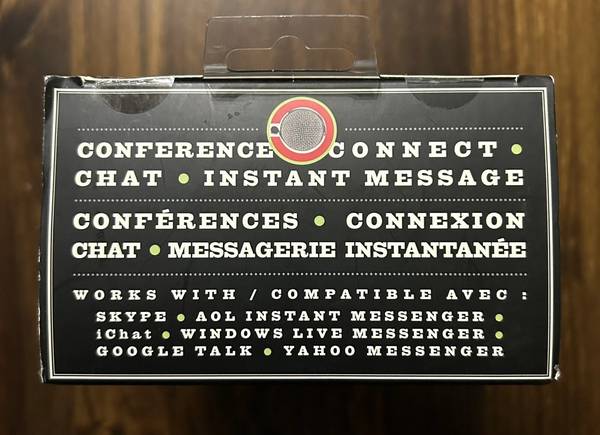 CONFERENCE CONNECT •
CHAT • INSTANT MESSAGE
CONFÉRENCES • CONNEXION
CHAT • MESSAGERIE INSTANTANÉE
WORKS WITH / COMPATIBLE AVEC :
SKYPE • AOL INSTANT MESSENGER •
iChat • WINDOWS LIVE MESSENGER •
GOOGLE TALK • YAHOO MESSENGER